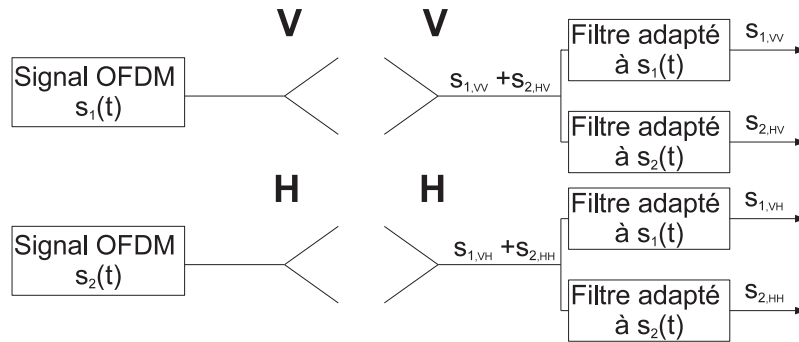 V
V
Signal OFDM
s1(t)
s1,VV +s2,HV
Filtre adapté
à s1(t)
s1,VV
Filtre adapté
à s2(t)
s2,HV
H
H
Signal OFDM
s2(t)
s1,VH +s2,HH
Filtre adapté
à s1(t)
s1,VH
Filtre adapté
à s2(t)
s2,HH